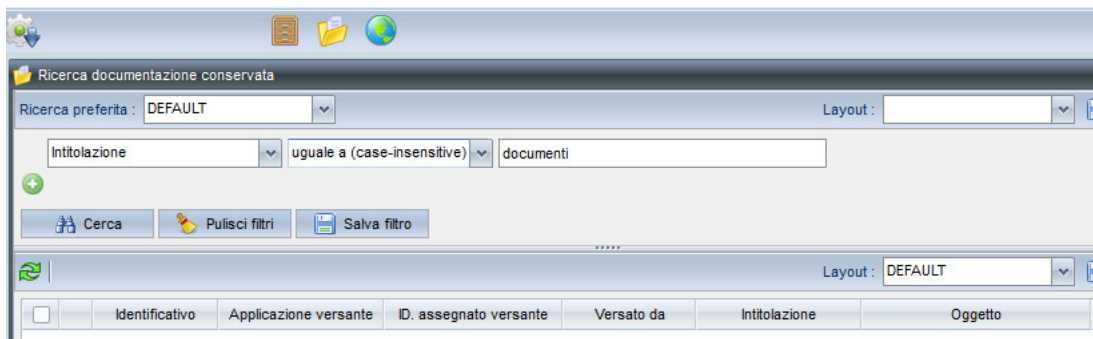 Ricerca documentazione conservata
Ricerca preferita : DEFAULT Layout :
Intitolazione uguale a (case-insensitive) documenti
Cerca Pulisci filtri Salva filtro
Layout : DEFAULT
Identificativo Applicazione versante ID. assegnato versante Versato da Intitolazione Oggetto